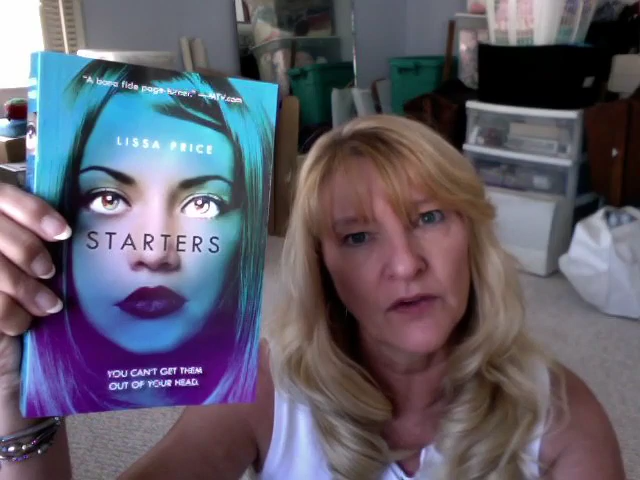 "A bona fide page-turner." —MTV.com
LISSA PRICE
STARTERS
YOU CAN'T GET THEM
OUT OF YOUR HEAD.